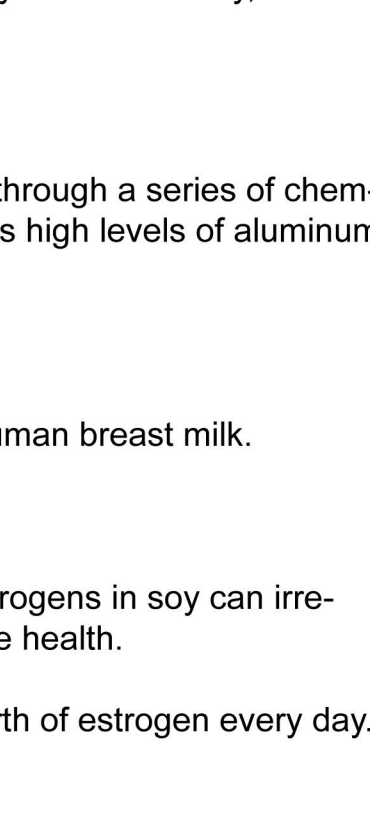 through a series of chem-
s high levels of aluminum
uman breast milk.
rogens in soy can irre-
e health.
rth of estrogen every day.